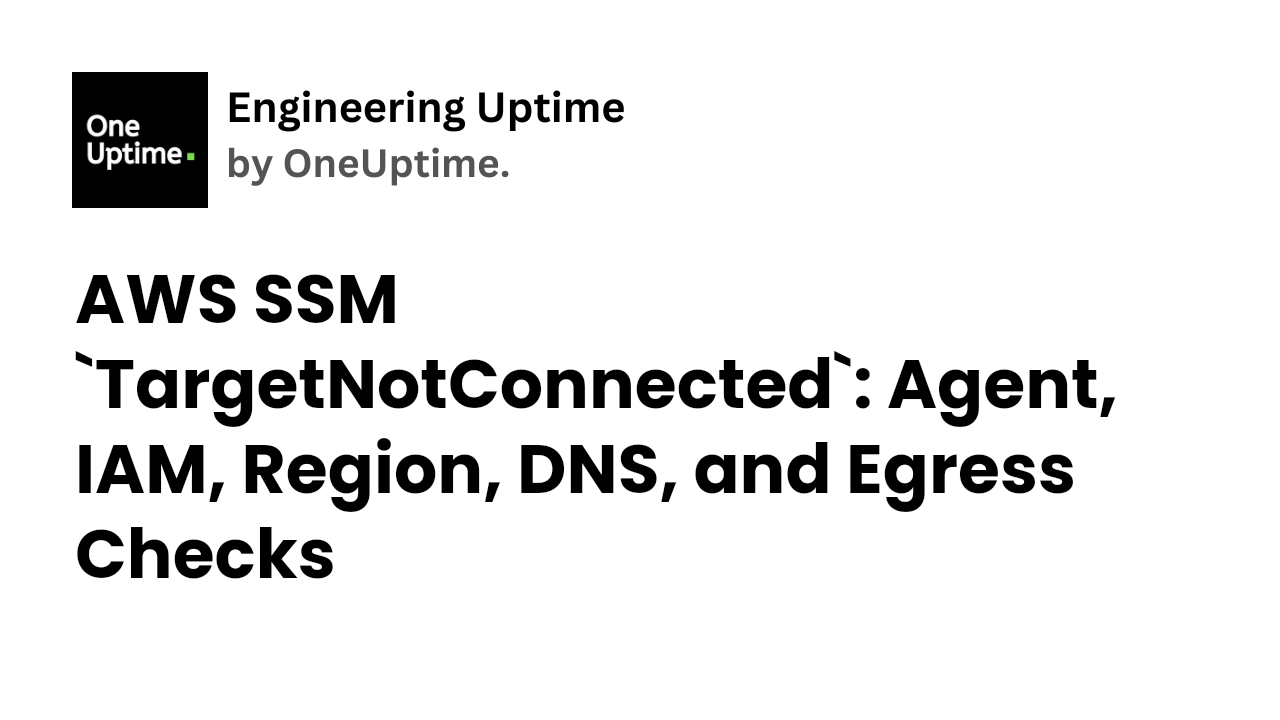 One
Uptime.
Engineering Uptime
by OneUptime.
AWS SSM
`TargetNotConnected`: Agent,
IAM, Region, DNS, and Egress
Checks